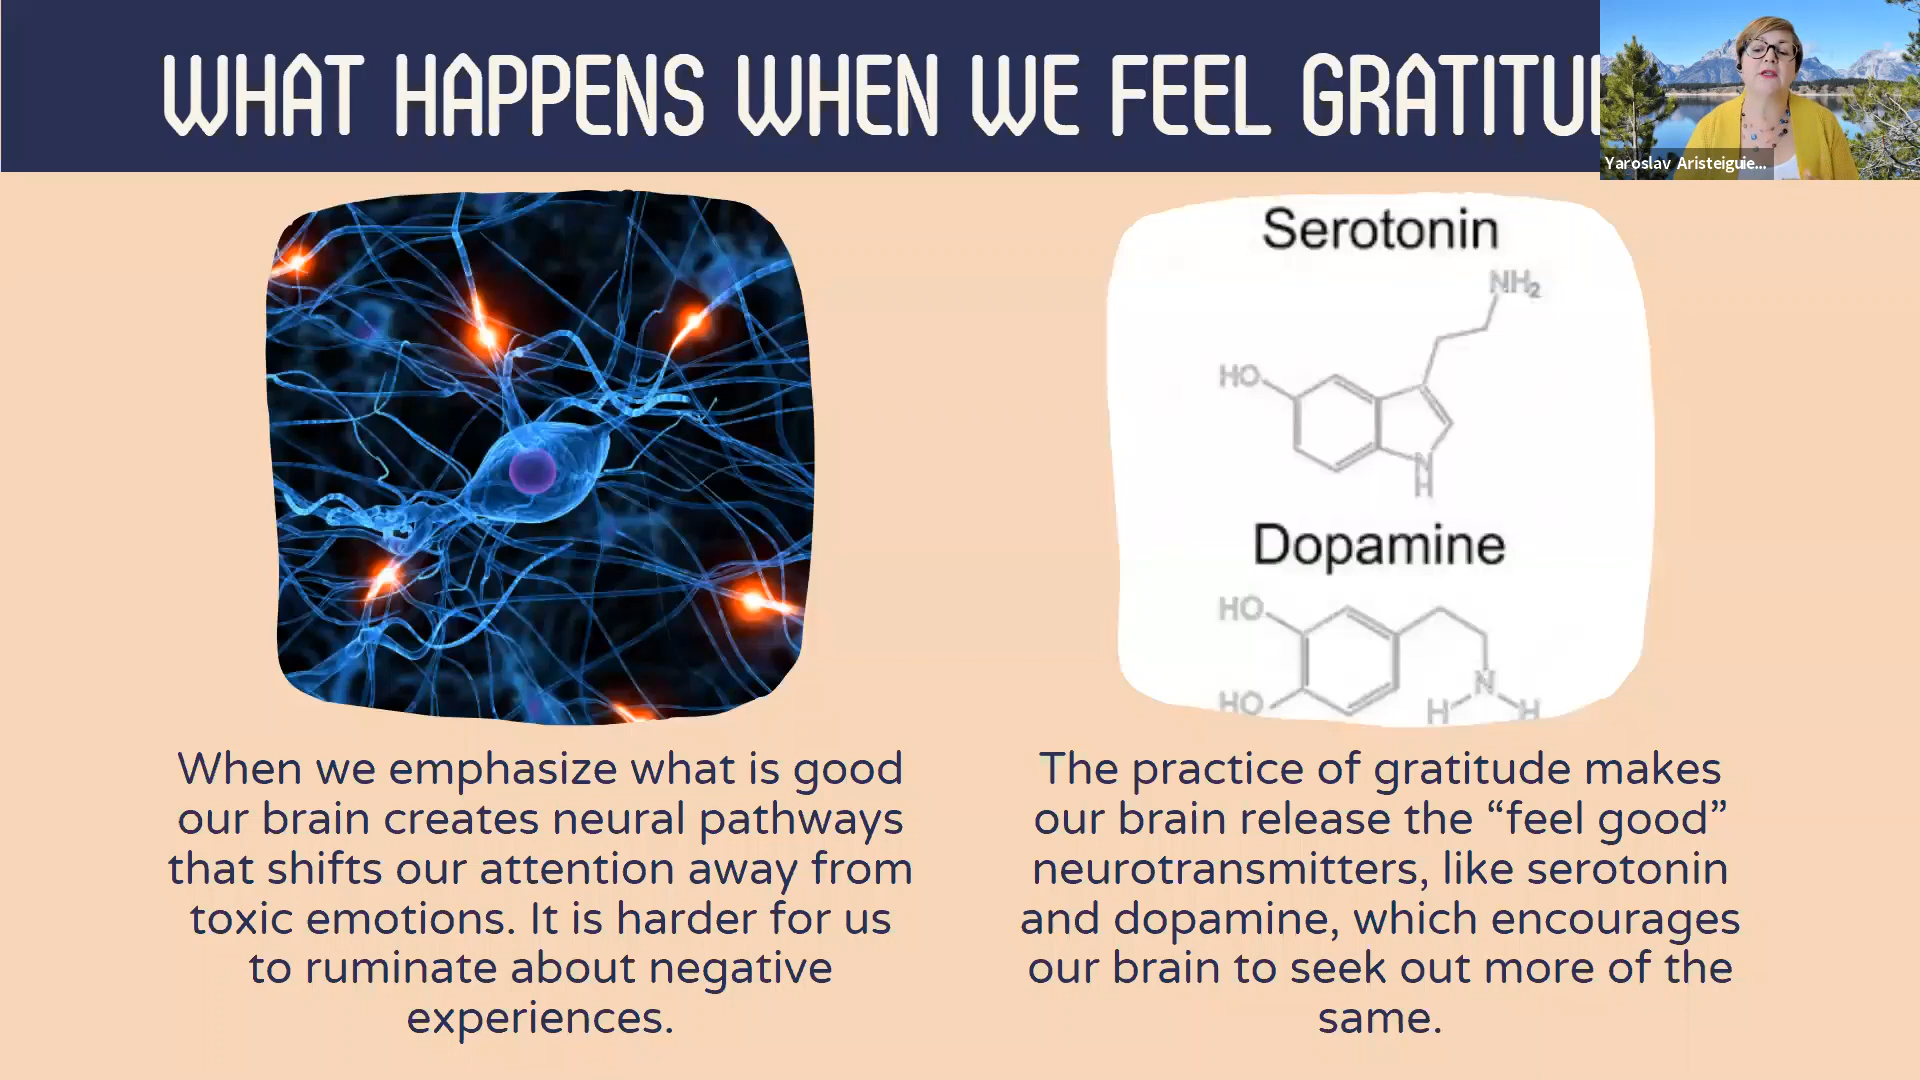 WHAT HAPPENS WHEN WE FEEL GRATITU
Yaroslav Aristeiguie...
Serotonin
NH2
HO
N
H
Dopamine
HO
HO
N
H H
When we emphasize what is good
our brain creates neural pathways
that shifts our attention away from
toxic emotions. It is harder for us
to ruminate about negative
experiences.
The practice of gratitude makes
our brain release the “feel good”
neurotransmitters, like serotonin
and dopamine, which encourages
our brain to seek out more of the
same.